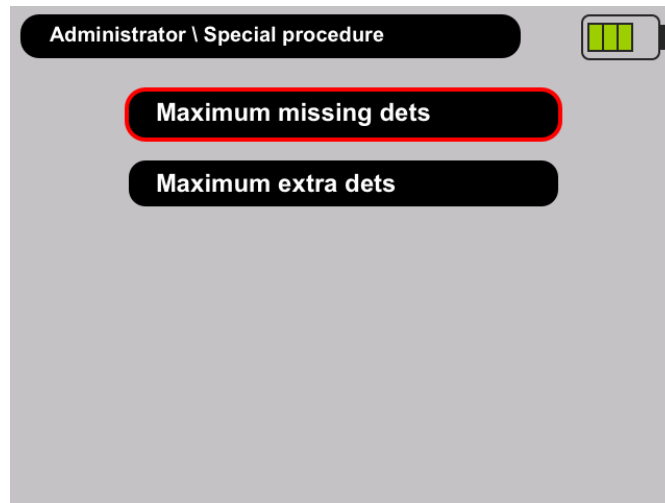 Administrator \ Special procedure
Maximum missing dets
Maximum extra dets